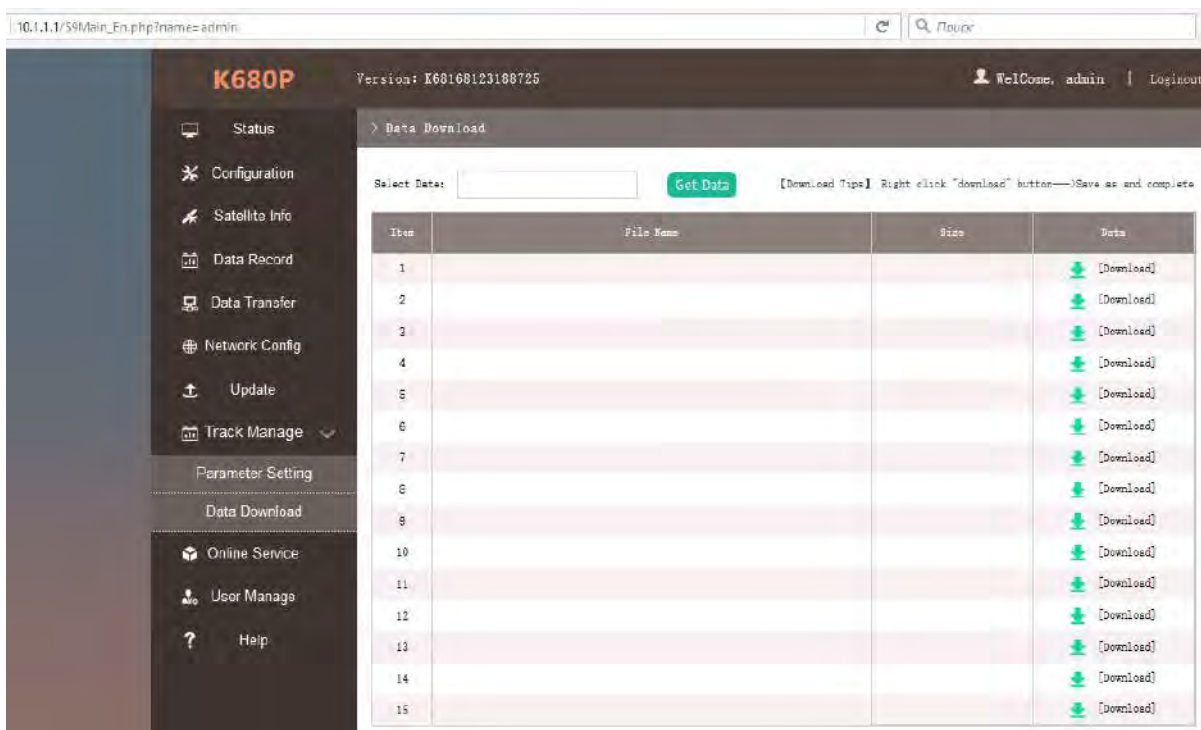 10.1.1.1/S9Main_En.php?name=admin
Поиск
K680P
Version: K68168123188725
WelCome, admin | Loginout
Status
> Data Download
Configuration
Select Date:
Get Data
【Download Tips】 Right click "download" button--->Save as and complete
Satellite Info
Item File Name Size Data
Data Record
1 [Download]
Data Transfer
2 [Download]
3 [Download]
Network Config
4 [Download]
Update
5 [Download]
Track Manage
6 [Download]
7 [Download]
Parameter Setting
8 [Download]
Data Download
9 [Download]
Online Service
10 [Download]
11 [Download]
User Manage
12 [Download]
Help
13 [Download]
14 [Download]
15 [Download]